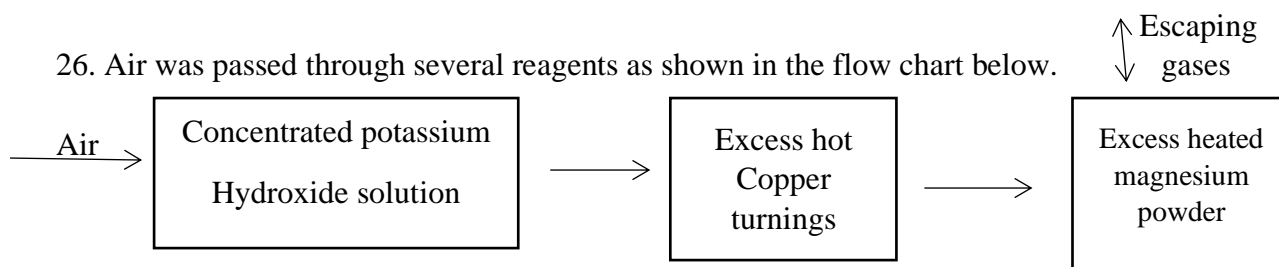 Escaping
gases
26. Air was passed through several reagents as shown in the flow chart below.
Air
Concentrated potassium
Hydroxide solution
Excess hot
Copper
turnings
Excess heated
magnesium
powder